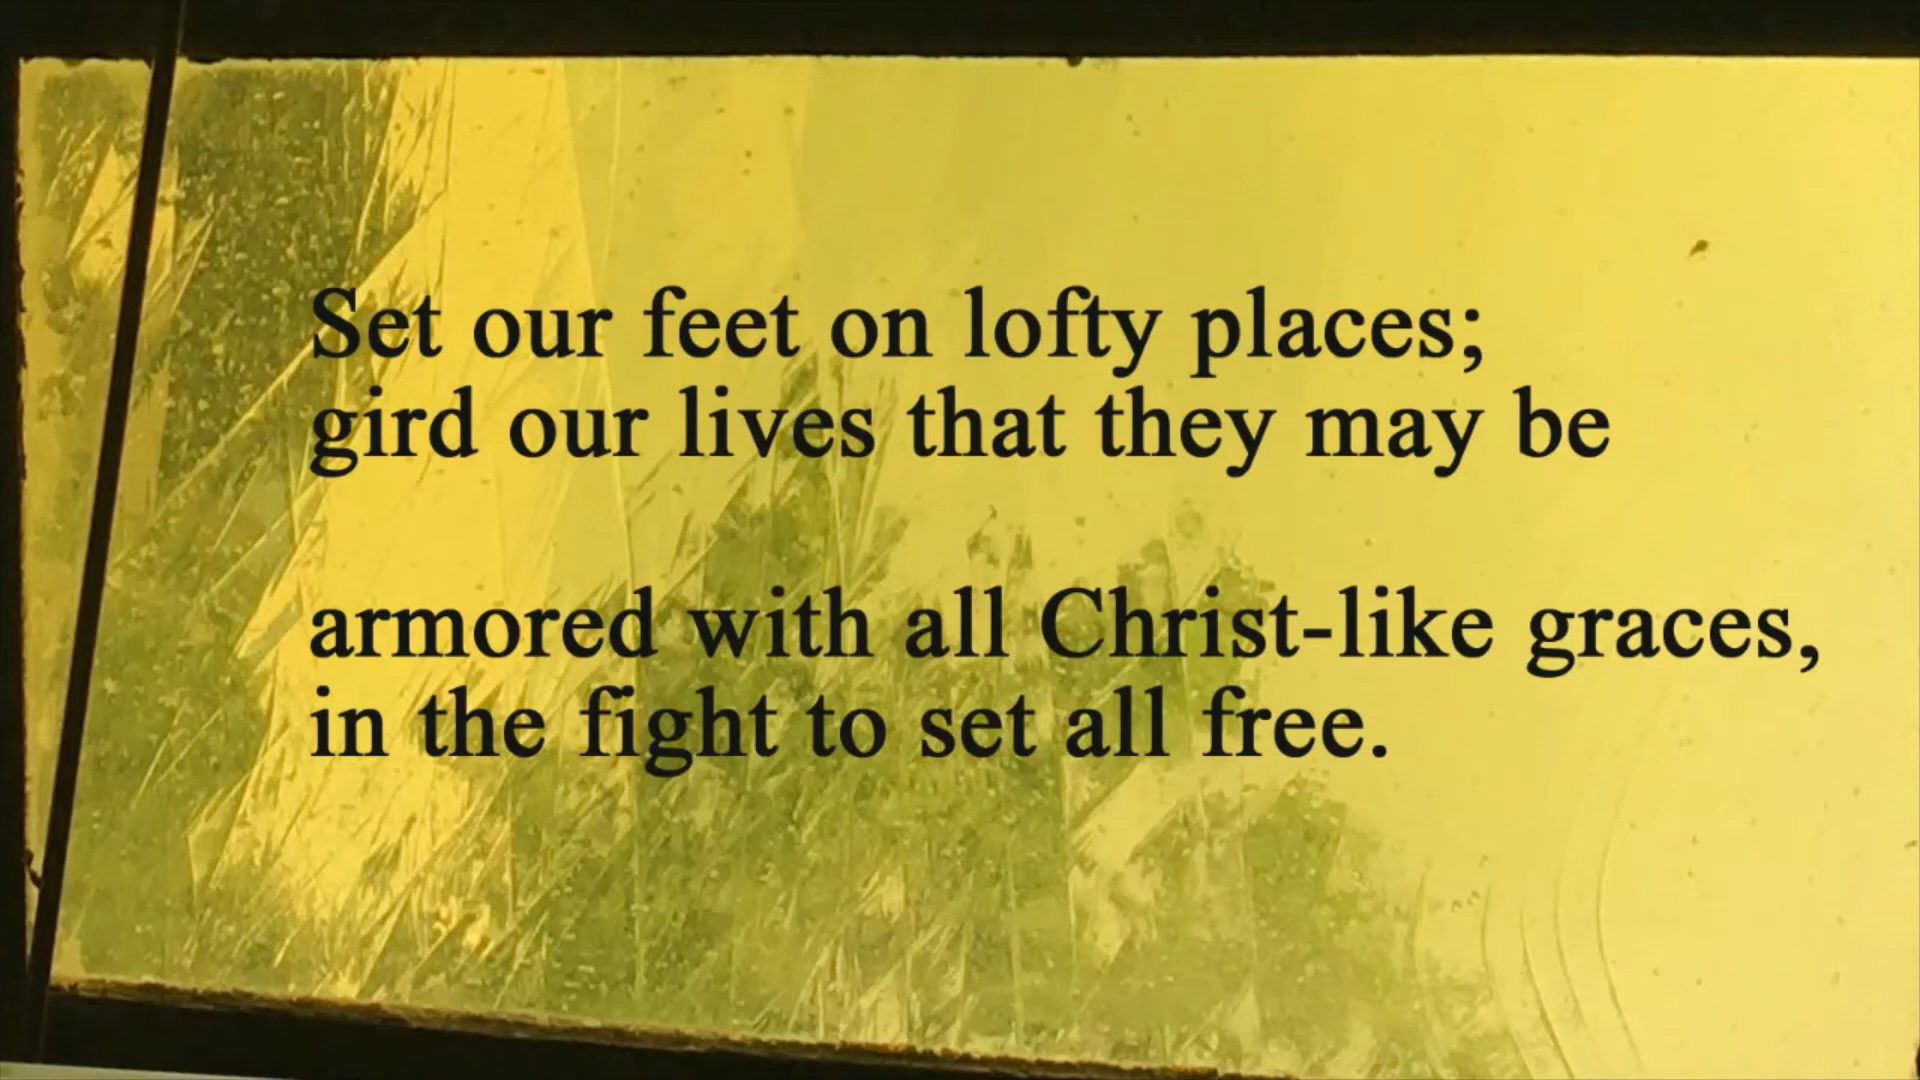 Set our feet on lofty places;
gird our lives that they may be
armored with all Christ-like graces,
in the fight to set all free.